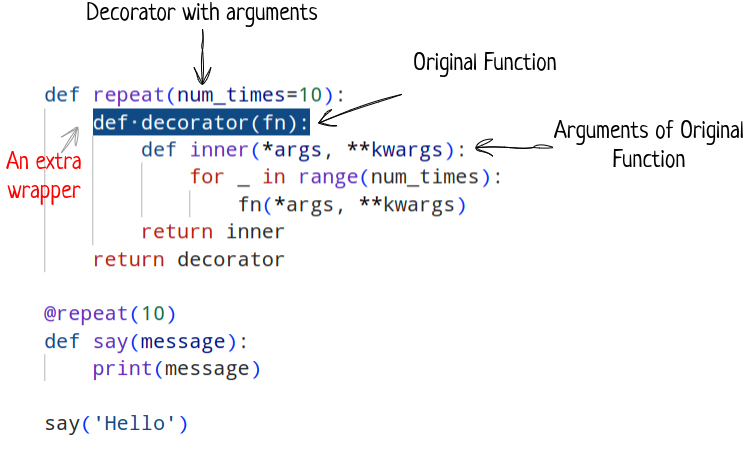 Decorator with arguments
Original Function
def repeat(num_times=10):
def·decorator(fn):
Arguments of Original
Function
An extra
wrapper
def inner(*args, **kwargs):
for _ in range(num_times):
fn(*args, **kwargs)
return inner
return decorator
@repeat(10)
def say(message):
print(message)
say('Hello')